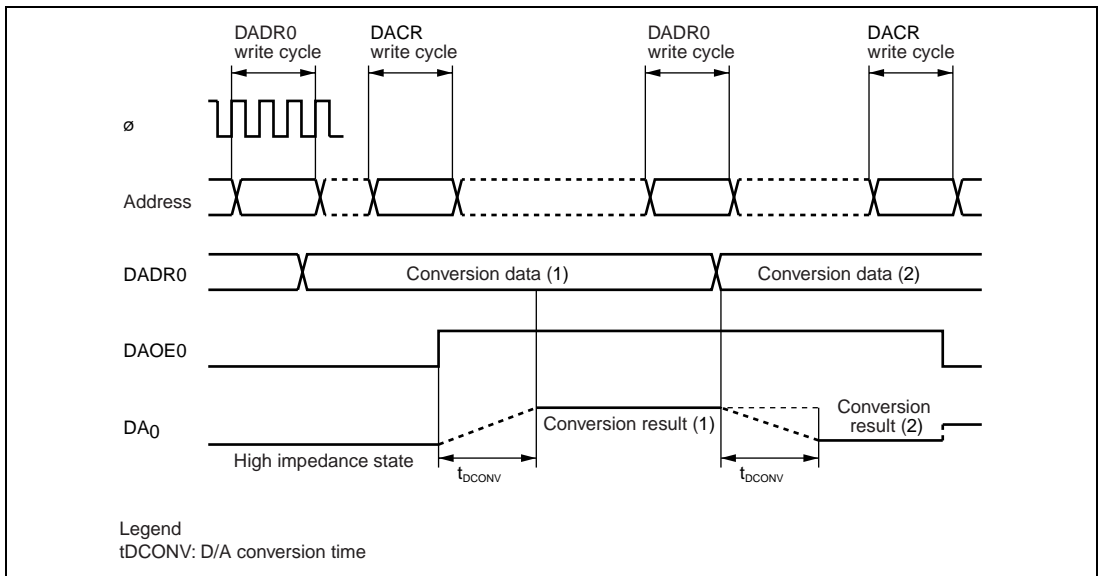 DADR0
write cycle
DACR
write cycle
DADR0
write cycle
DACR
write cycle
ø
Address
DADR0
Conversion data (1)
Conversion data (2)
DAOE0
DA0
Conversion result (1)
Conversion
result (2)
High impedance state
tDCONV
tDCONV
Legend
tDCONV: D/A conversion time